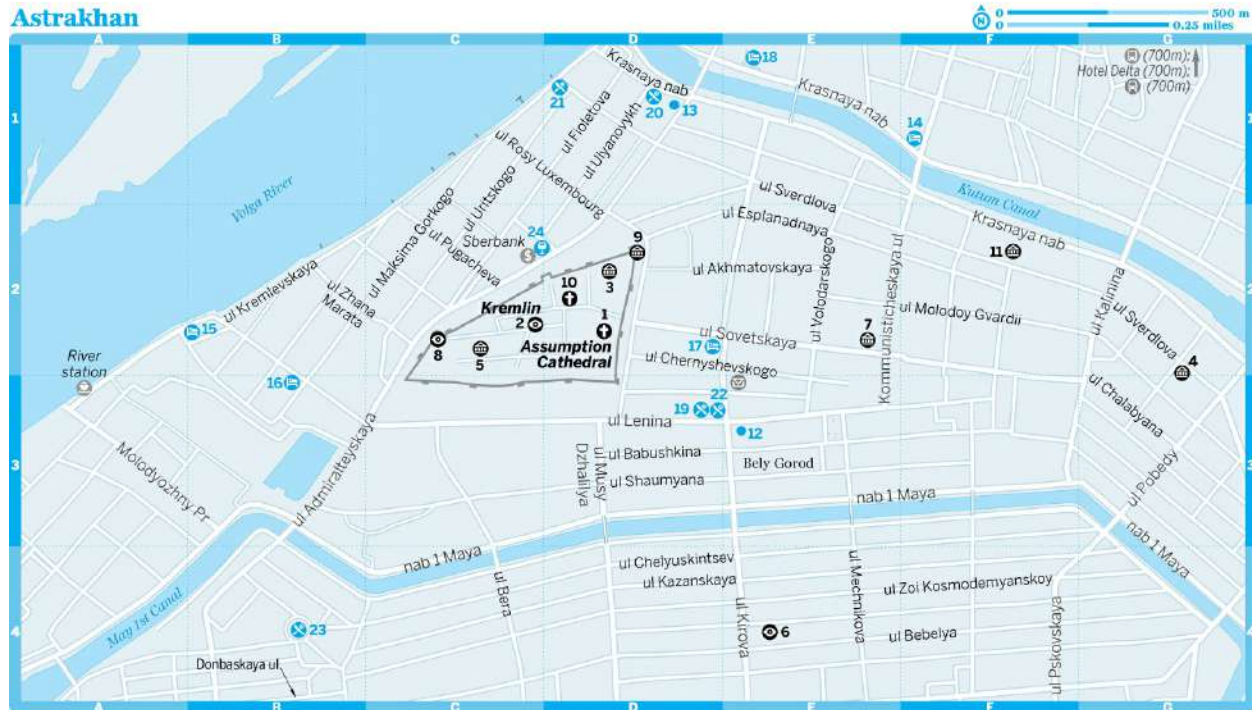 Astrakhan
N
0 500 m
0 0.25 miles
A B C D E F G
1
(700m):
Hotel Delta (700m):
(700m)
18
Krasnaya nab
Krasnaya nab
21
20
13
14
ul Fioletova
ul Ulyanovykh
ul Rosy Luxembourg
1
Volga River
ul Uritskogo
ul Maksima Gorkogo
ul Pugacheva
ul Sverdlova
ul Esplanadnaya
Kutum Canal
Krasnaya nab
24
Sberbank
$
9
11
2
ul Kremlevskaya
ul Zhana
Marata
10
3
ul Akhmatovskaya
ul Volodarskogo
Kommunisticheskaya ul
ul Kalinina
2
Kremlin
2
1
Assumption
Cathedral
ul Molodoy Gvardii
7
ul Sverdlova
15
8
5
ul Sovetskaya
17
ul Chernyshevskogo
4
River
station
16
22
19
12
ul Lenina
ul Chalabyana
3
Molodyozhny Pr
ul Admiralteyskaya
ul Musy
Dzhalilya
ul Babushkina
Bely Gorod
ul Shaumyana
3
nab 1 Maya
ul Pobedy
nab 1 Maya
nab 1 Maya
ul Chelyuskintsev
ul Kazanskaya
ul Bera
ul Kirova
ul Mechnikova
ul Zoi Kosmodemyanskoy
May 1st Canal
4
23
6
ul Bebelya
ul Pskovskaya
4
Donbaskaya ul
A B C D E F G